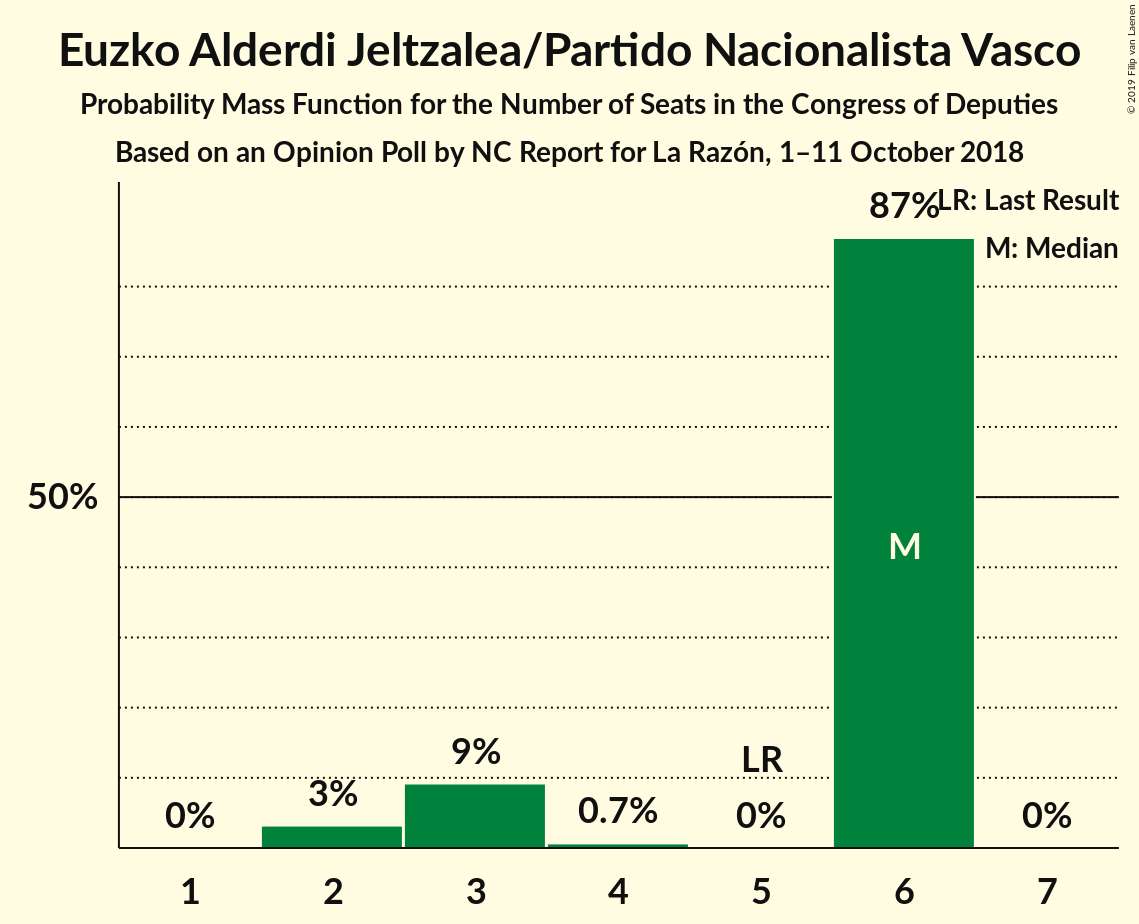 Euzko Alderdi Jeltzalea/Partido Nacionalista Vasco
Probability Mass Function for the Number of Seats in the Congress of Deputies
Based on an Opinion Poll by NC Report for La Razón, 1–11 October 2018
© 2019 Filip van Laenen
LR: Last Result
M: Median
87%
50%
M
9%
LR
3%
0%
0.7%
0%
0%
1 2 3 4 5 6 7